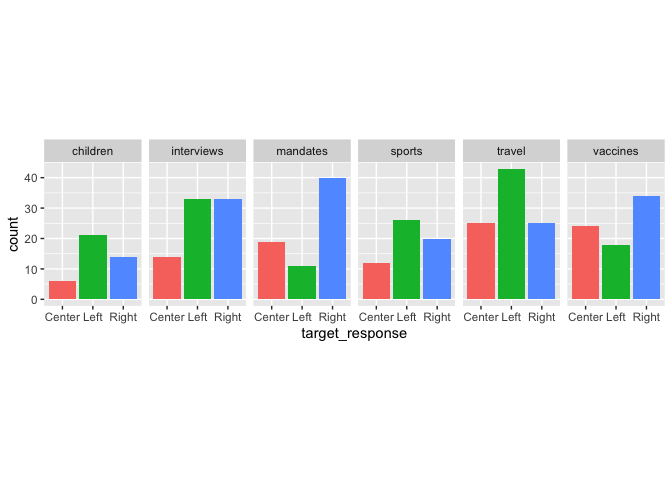 children interviews mandates sports travel vaccines
count
40
30
20
10
0
Center Left Right Center Left Right Center Left Right Center Left Right Center Left Right Center Left Right
target_response